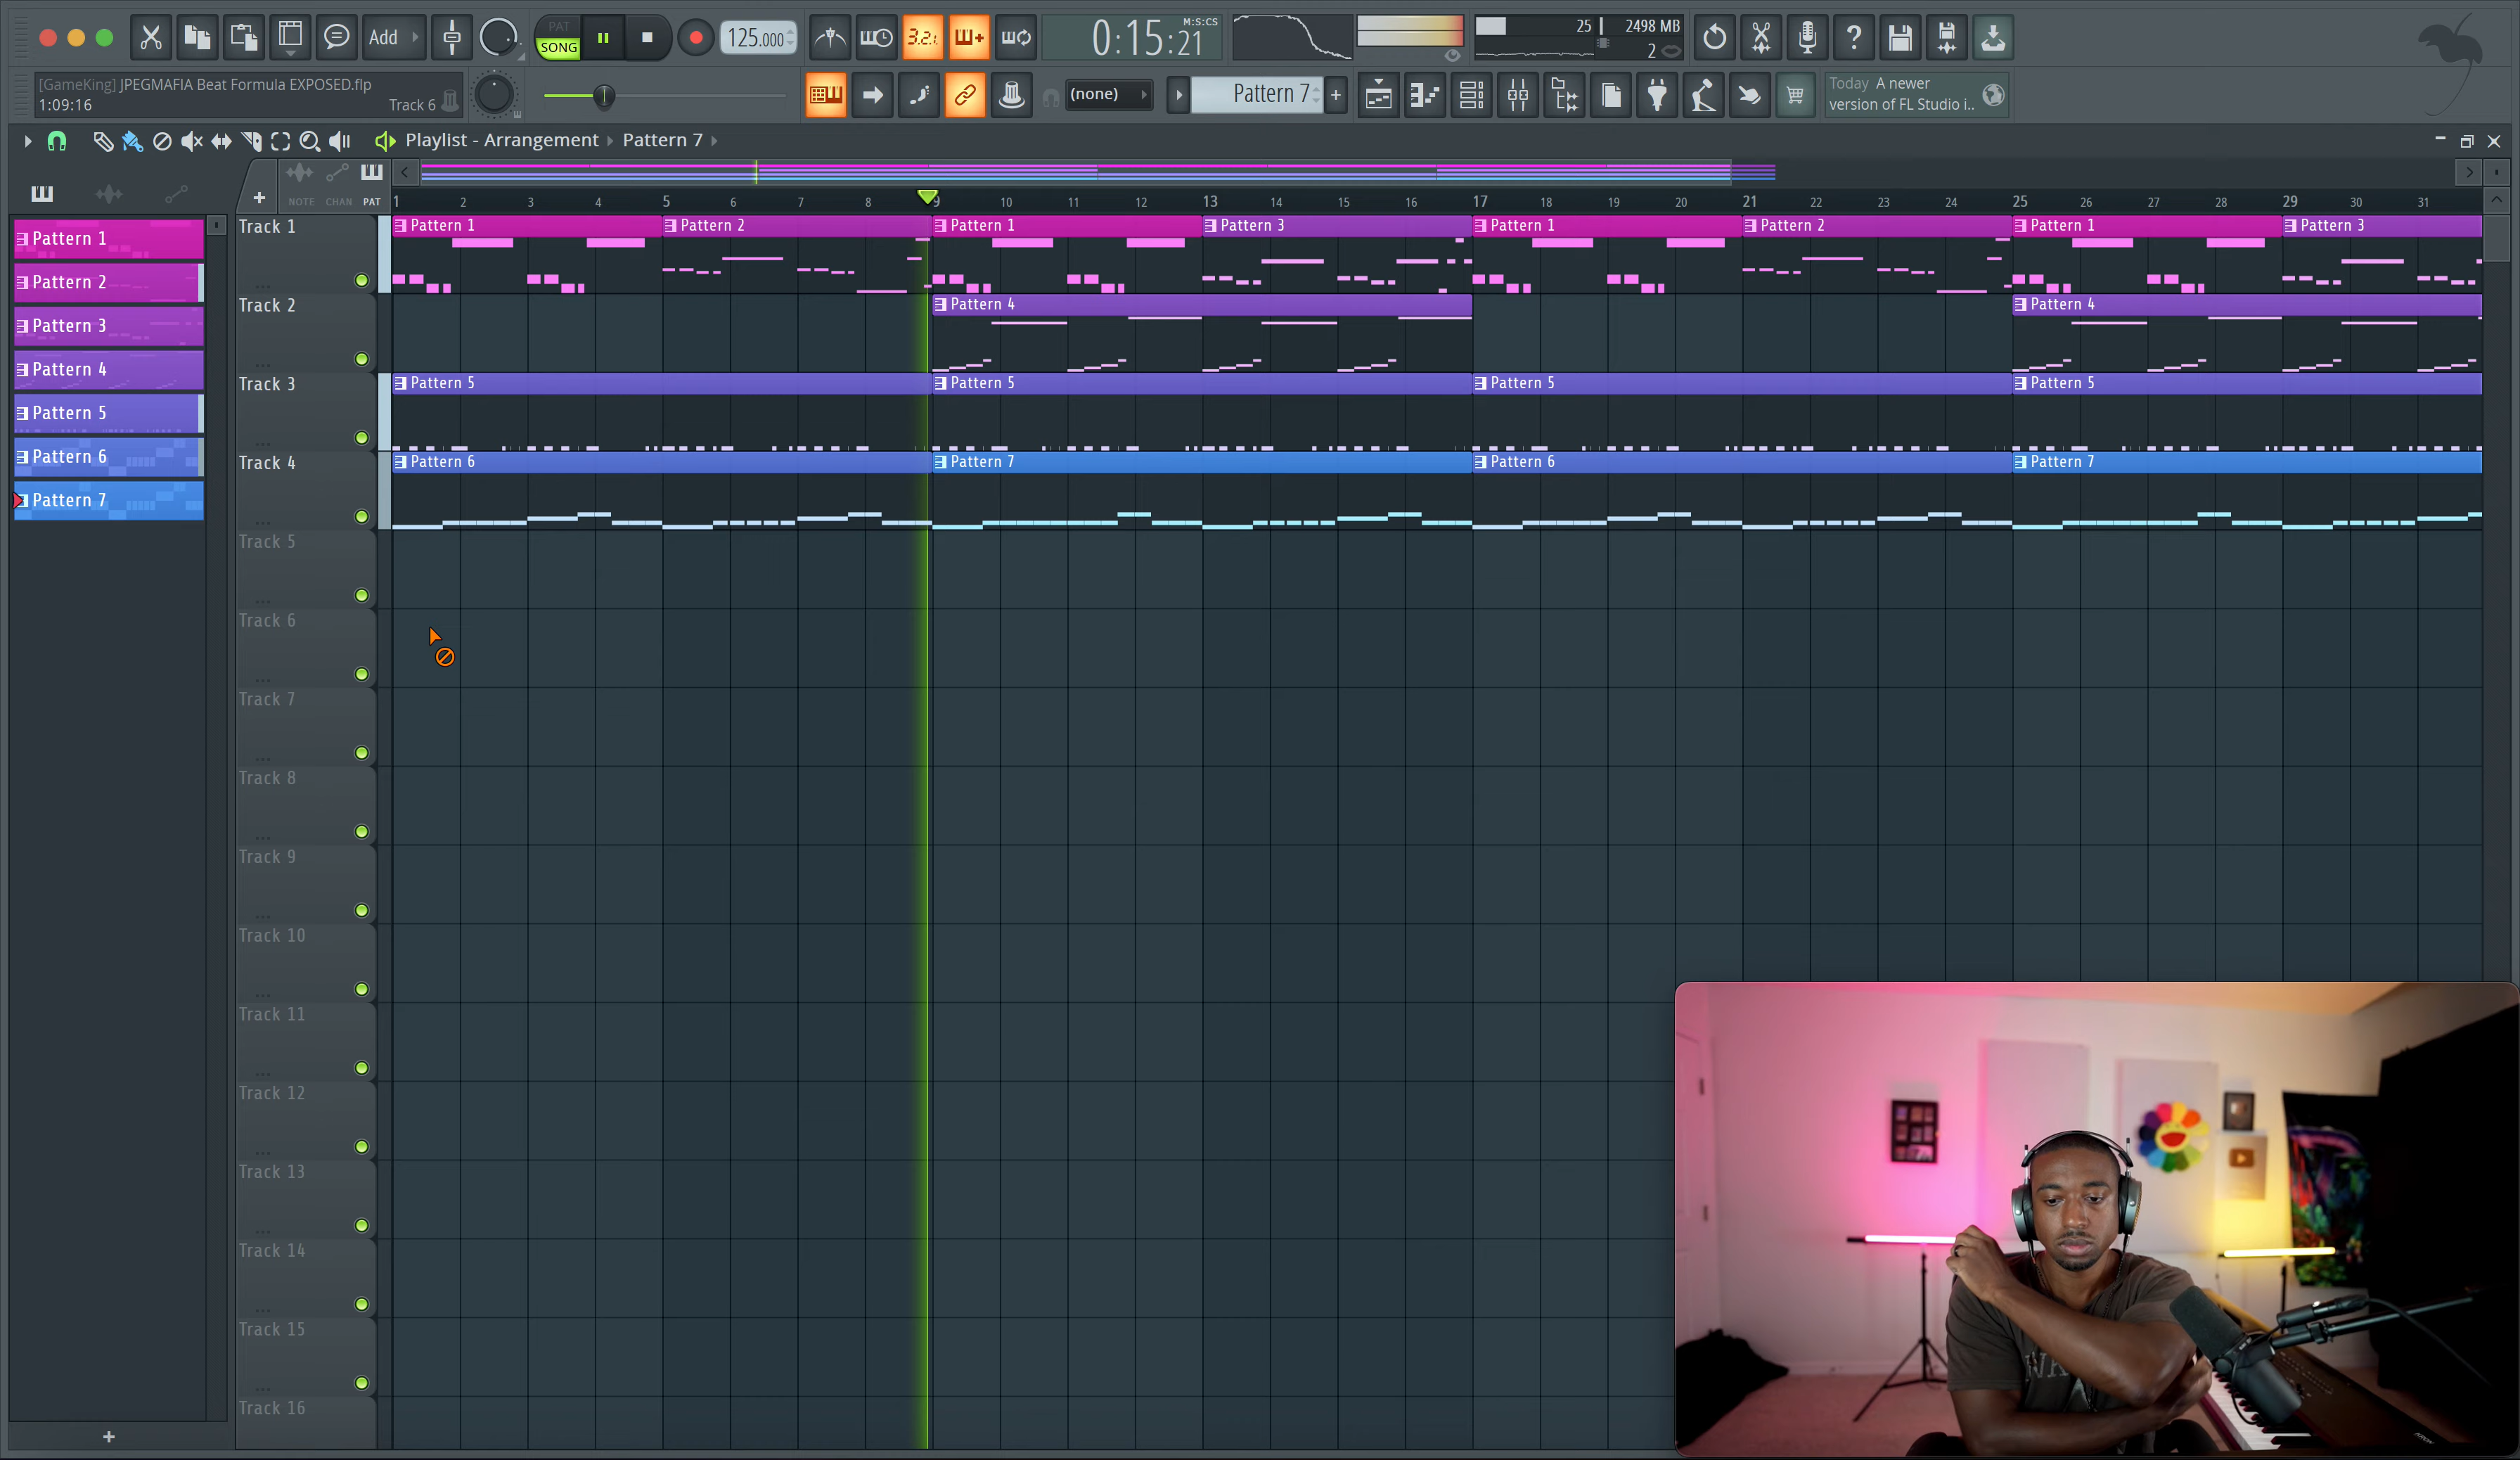 Add
PAT
SONG
125.000
3.2.
0:15:21
M:S:CS
25
2498 MB
2
?
[GameKing] JPEGMAFIA Beat Formula EXPOSED.flp
1:09:16
Track 6
(none)
Pattern 7
+
Today A newer
version of FL Studio i..
Playlist - Arrangement
Pattern 7
NOTE CHAN PAT
1 2 3 4 5 6 7 8 9 10 11 12 13 14 15 16 17 18 19 20 21 22 23 24 25 26 27 28 29 30 31
Pattern 1
Pattern 2
Pattern 3
Pattern 4
Pattern 5
Pattern 6
Pattern 7
Track 1
Pattern 1 Pattern 2 Pattern 1 Pattern 3 Pattern 1 Pattern 2 Pattern 1 Pattern 3
Track 2
Pattern 4 Pattern 4
Track 3
Pattern 5 Pattern 5 Pattern 5 Pattern 5
Track 4
Pattern 6 Pattern 7 Pattern 6 Pattern 7
Track 5
Track 6
Track 7
Track 8
Track 9
Track 10
Track 11
Track 12
Track 13
Track 14
Track 15
Track 16